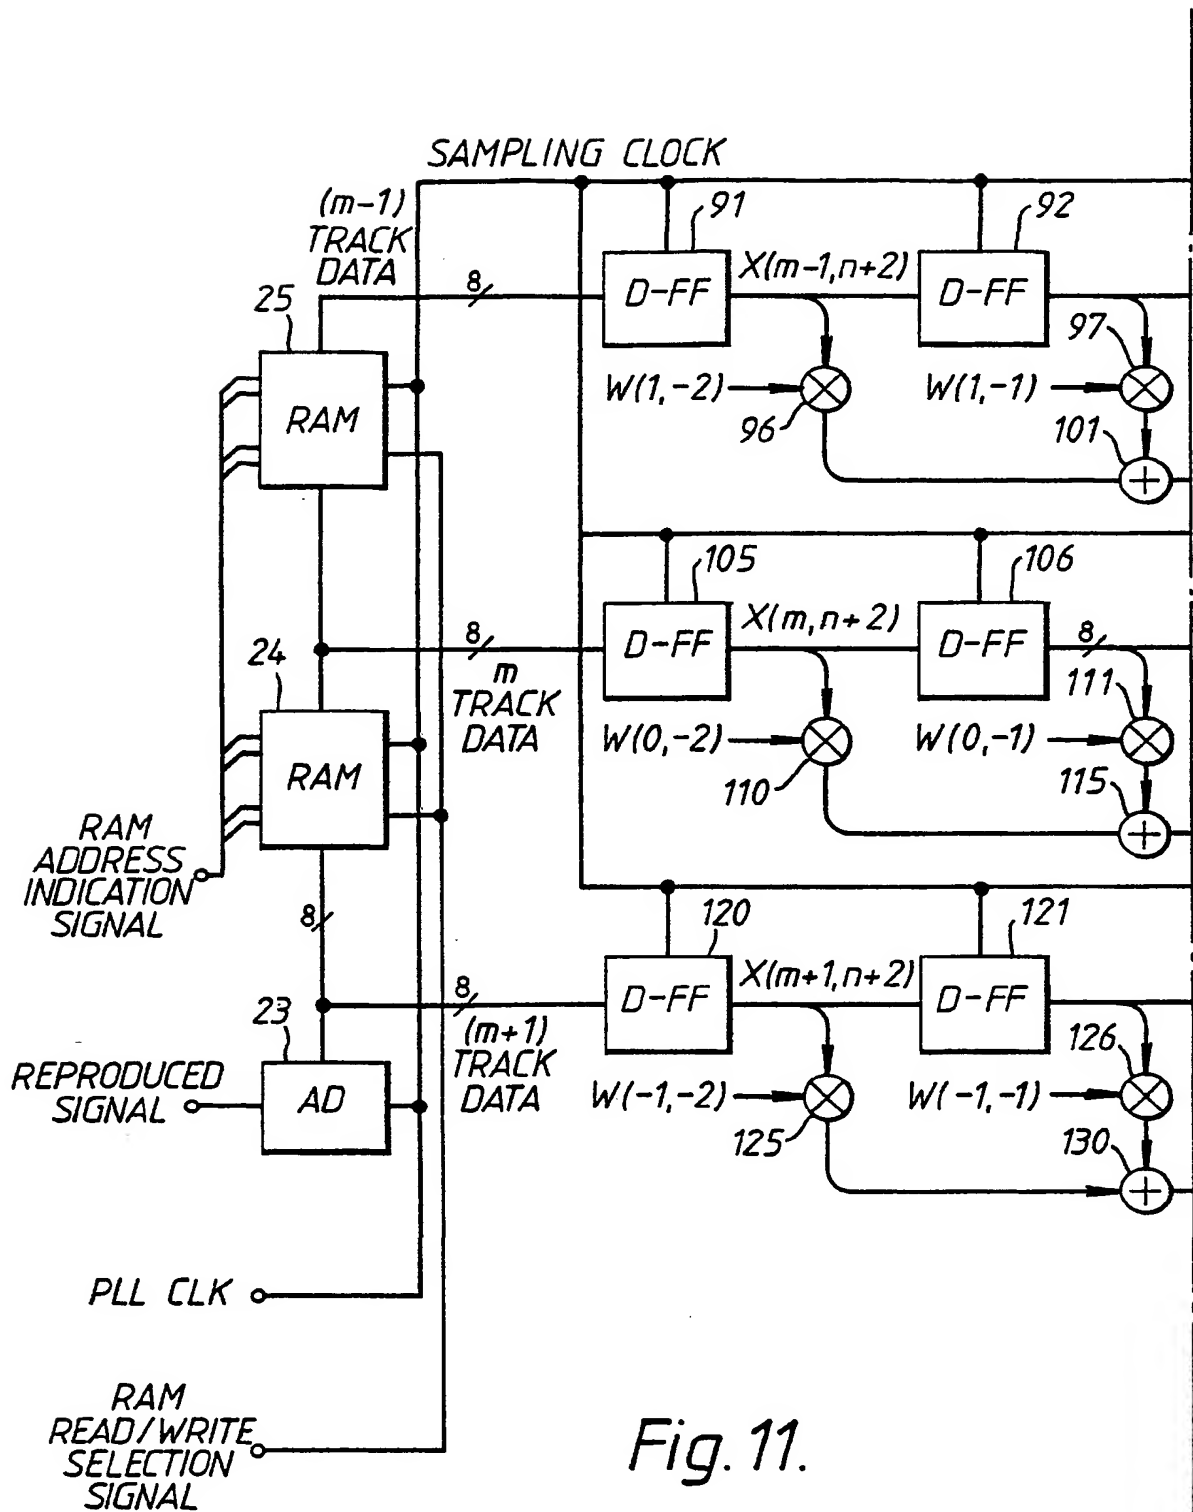 SAMPLING CLOCK
(m-1)
TRACK
DATA
8
91
92
25
D-FF
X(m-1,n+2)
D-FF
97
RAM
W(1,-2)
96
W(1,-1)
101
105
106
8
D-FF
X(m,n+2)
D-FF
8
111
24
m
TRACK
DATA
RAM
W(0,-2)
110
W(0,-1)
115
RAM
ADDRESS
INDICATION
SIGNAL
8
120
121
8
D-FF
X(m+1,n+2)
D-FF
23
(m+1)
TRACK
DATA
126
REPRODUCED
SIGNAL
AD
W(-1,-2)
125
W(-1,-1)
130
PLL CLK
RAM
READ/WRITE
SELECTION
SIGNAL
Fig. 11.